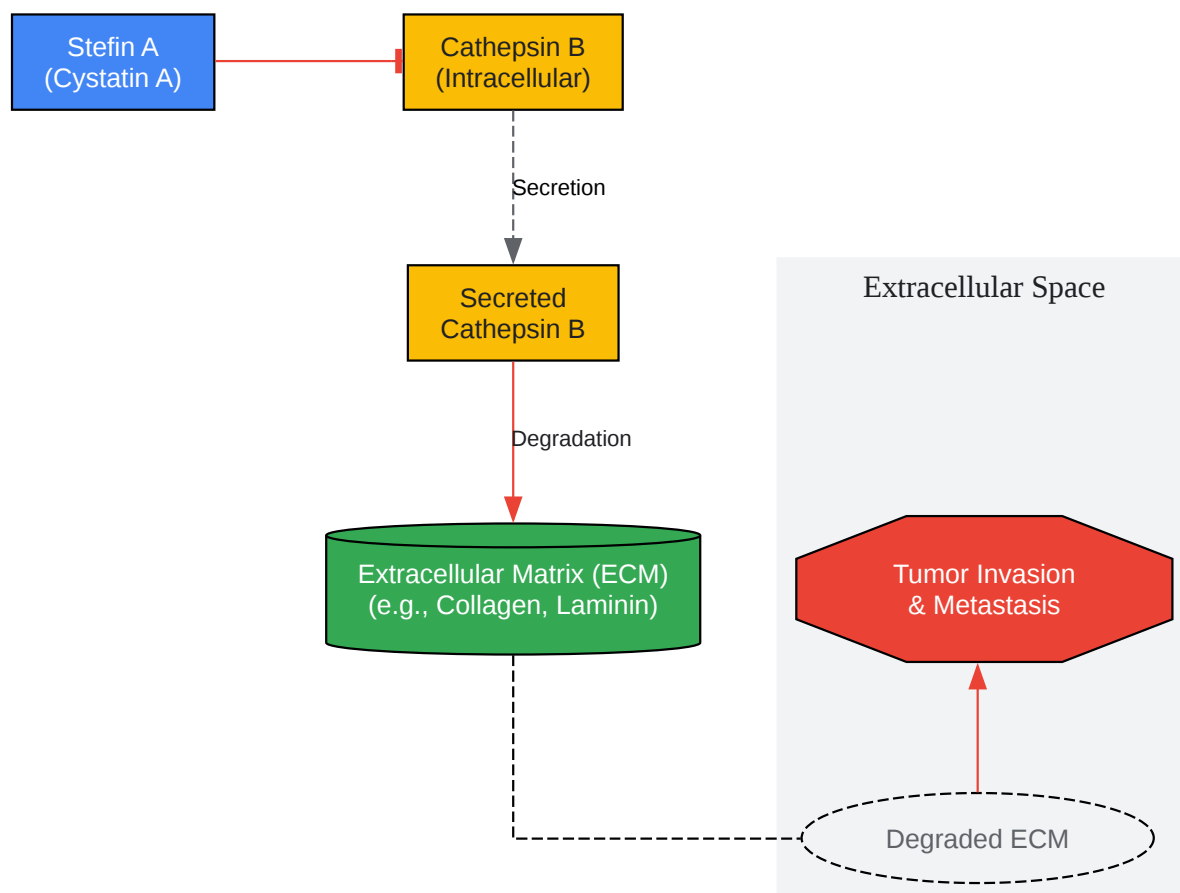 Stefin A
(Cystatin A)
Cathepsin B
(Intracellular)
Secretion
Secreted
Cathepsin B
Extracellular Space
Degradation
Extracellular Matrix (ECM)
(e.g., Collagen, Laminin)
Tumor Invasion
& Metastasis
Degraded ECM